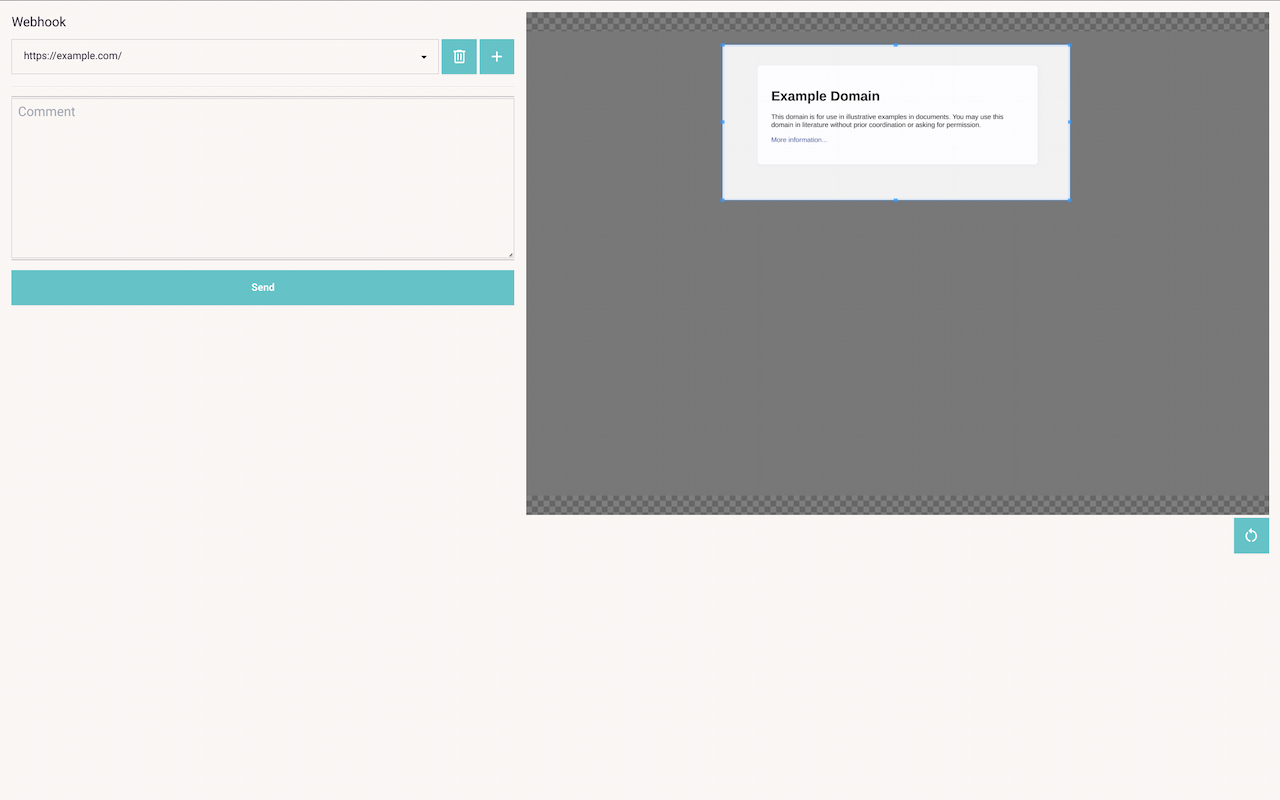 Webhook
https://example.com/
Comment
Send
Example Domain
This domain is for use in illustrative examples in documents. You may use this
domain in literature without prior coordination or asking for permission.
More information...